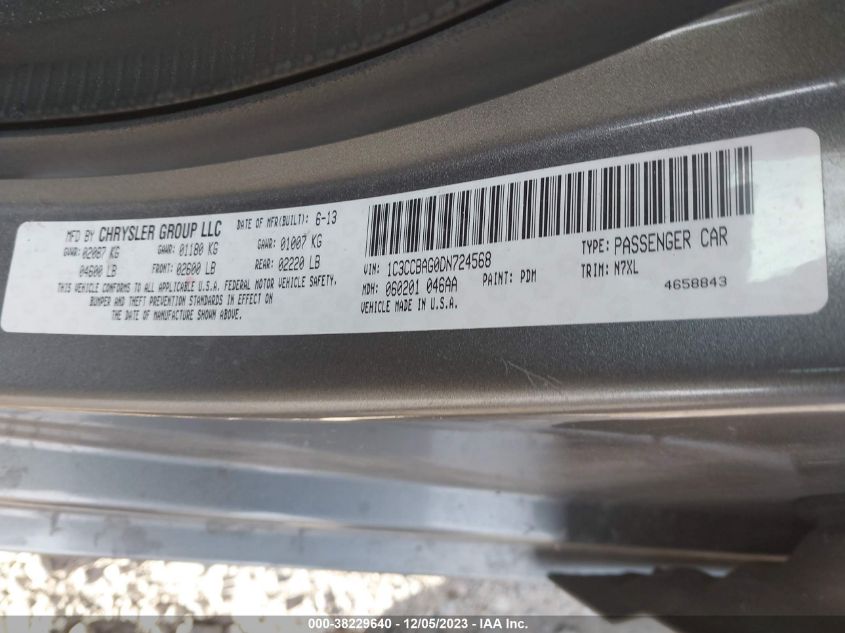 MFD BY CHRYSLER GROUP LLC DATE OF MFR(BUILT): 6-13
GVWR: 02087 KG GAWR: 01180 KG GAWR: 01007 KG
04600 LB FRONT: 02600 LB REAR: 02220 LB
THIS VEHICLE CONFORMS TO ALL APPLICABLE U.S.A. FEDERAL MOTOR VEHICLE SAFETY,
BUMPER AND THEFT PREVENTION STANDARDS IN EFFECT ON
THE DATE OF MANUFACTURE SHOWN ABOVE.
VIN: 1C3CCBAG0DN724568 TYPE: PASSENGER CAR
MDH: 060201 046AA PAINT: PDM TRIM: N7XL
VEHICLE MADE IN U.S.A. 4658843
000-38229640 - 12/05/2023 - IAA Inc.